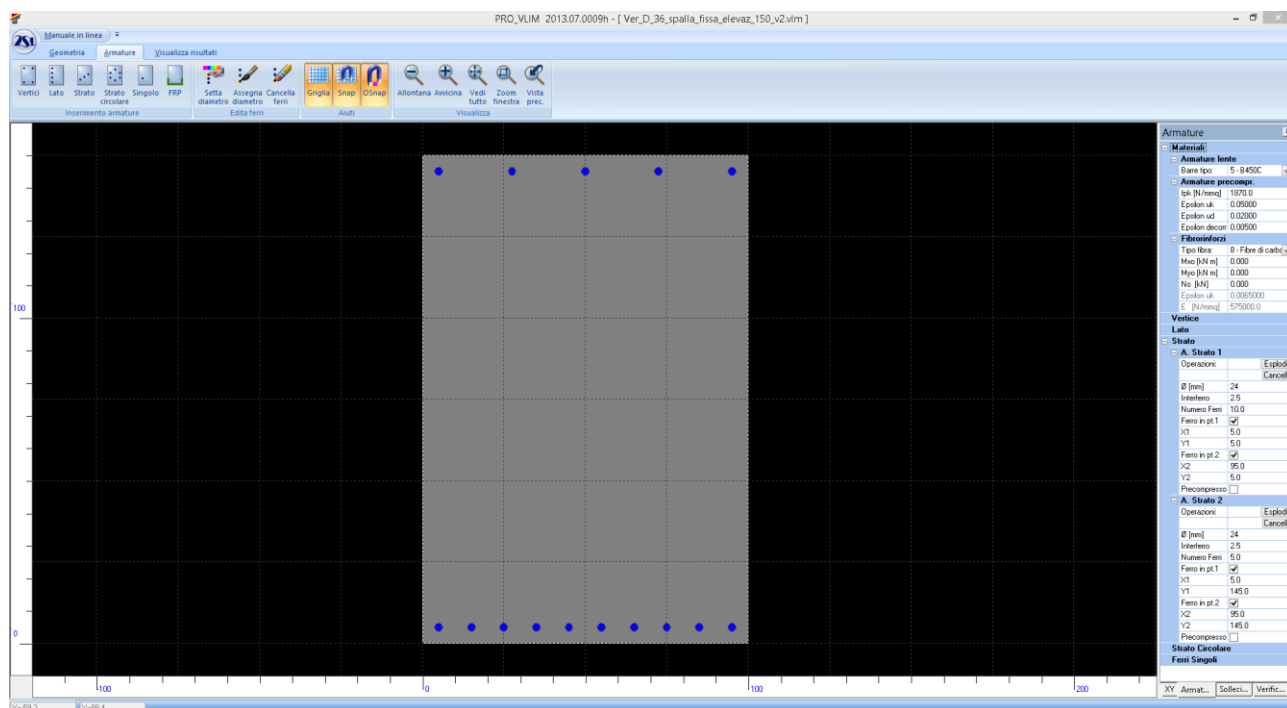 PRO_VLIM 2013.07.0009h - [ Ver_D_36_spalla_fissa_elevaz_150_v2.vlm ]
2SI
Manuale in linea
Geometria Armature Visualizza risultati
Vertici Lato Strato Strato circolare Singolo FRP Setta diametro Assegna diametro Cancella ferri Griglia Snap OSnap Allontana Avvicina Vedi tutto Zoom finestra Vista prec.
Inserimento armature Edita ferri Aiuti Visualizza
100
0
-100 0 100 200
Armature
Materiali
Armature lente
Barre tipo: 5 - B450C
Armature precompr.
fpk [N/mmq] 1870.0
Epsilon uk 0.05000
Epsilon ud 0.02000
Epsilon decom 0.00500
Fibrorinforzi
Tipo fibra: 8 - Fibre di carbo
Mxo [kN m] 0.000
Myo [kN m] 0.000
No [kN] 0.000
Epsilon uk 0.0065000
E [N/mmq] 575000.0
Vertice
Lato
Strato
A. Strato 1
Operazioni: Esplodi
Cancell
Ø [mm] 24
Interferro 2.5
Numero Ferri 10.0
Ferro in pt.1
X1 5.0
Y1 5.0
Ferro in pt.2
X2 95.0
Y2 5.0
Precompresso
A. Strato 2
Operazioni: Esplodi
Cancell
Ø [mm] 24
Interferro 2.5
Numero Ferri 5.0
Ferro in pt.1
X1 5.0
Y1 145.0
Ferro in pt.2
X2 95.0
Y2 145.0
Precompresso
Strato Circolare
Ferri Singoli
XY Armat... Solleci... Verific...